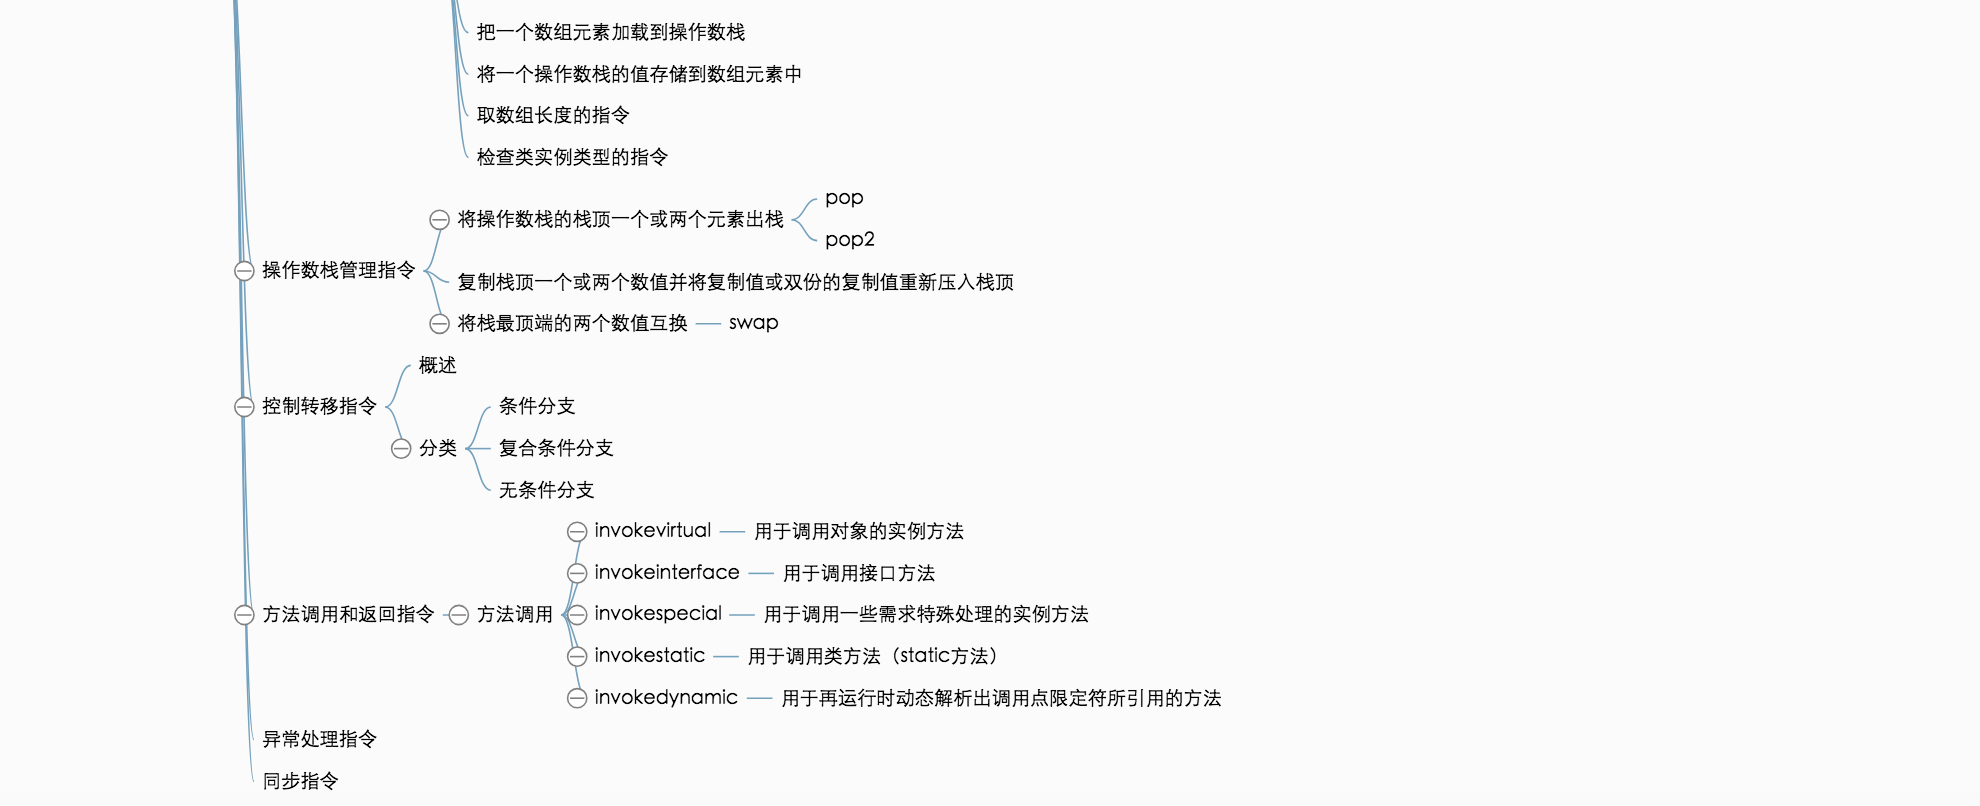 把一个数组元素加载到操作数栈
将一个操作数栈的值存储到数组元素中
取数组长度的指令
检查类实例类型的指令
操作数栈管理指令
将操作数栈的栈顶一个或两个元素出栈
pop
pop2
复制栈顶一个或两个数值并将复制值或双份的复制值重新压入栈顶
将栈最顶端的两个数值互换
swap
控制转移指令
概述
分类
条件分支
复合条件分支
无条件分支
方法调用和返回指令
方法调用
invokevirtual
用于调用对象的实例方法
invokeinterface
用于调用接口方法
invokespecial
用于调用一些需求特殊处理的实例方法
invokestatic
用于调用类方法（static方法）
invokedynamic
用于再运行时动态解析出调用点限定符所引用的方法
异常处理指令
同步指令